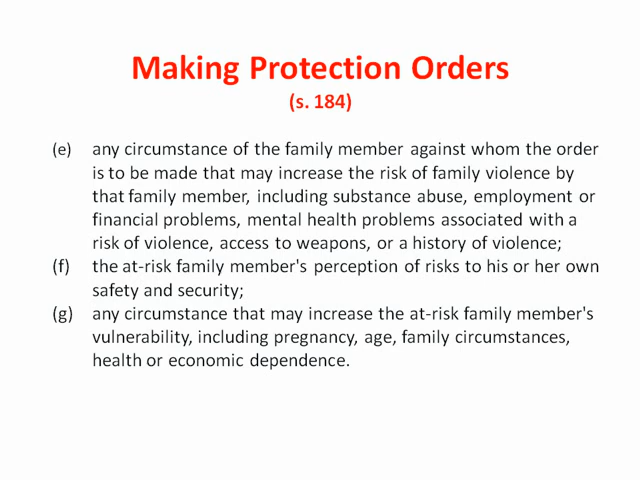 Making Protection Orders
(s. 184)
(e) any circumstance of the family member against whom the order
is to be made that may increase the risk of family violence by
that family member, including substance abuse, employment or
financial problems, mental health problems associated with a
risk of violence, access to weapons, or a history of violence;
(f) the at-risk family member's perception of risks to his or her own
safety and security;
(g) any circumstance that may increase the at-risk family member's
vulnerability, including pregnancy, age, family circumstances,
health or economic dependence.